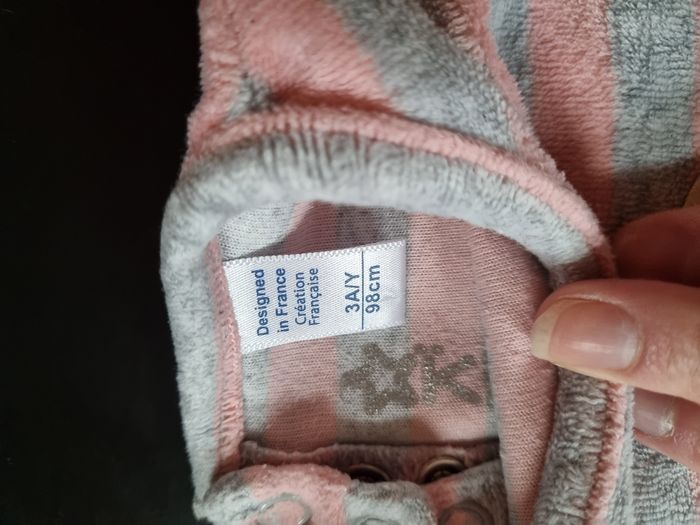 Designed
in France
Création
Française
3A/Y
98cm